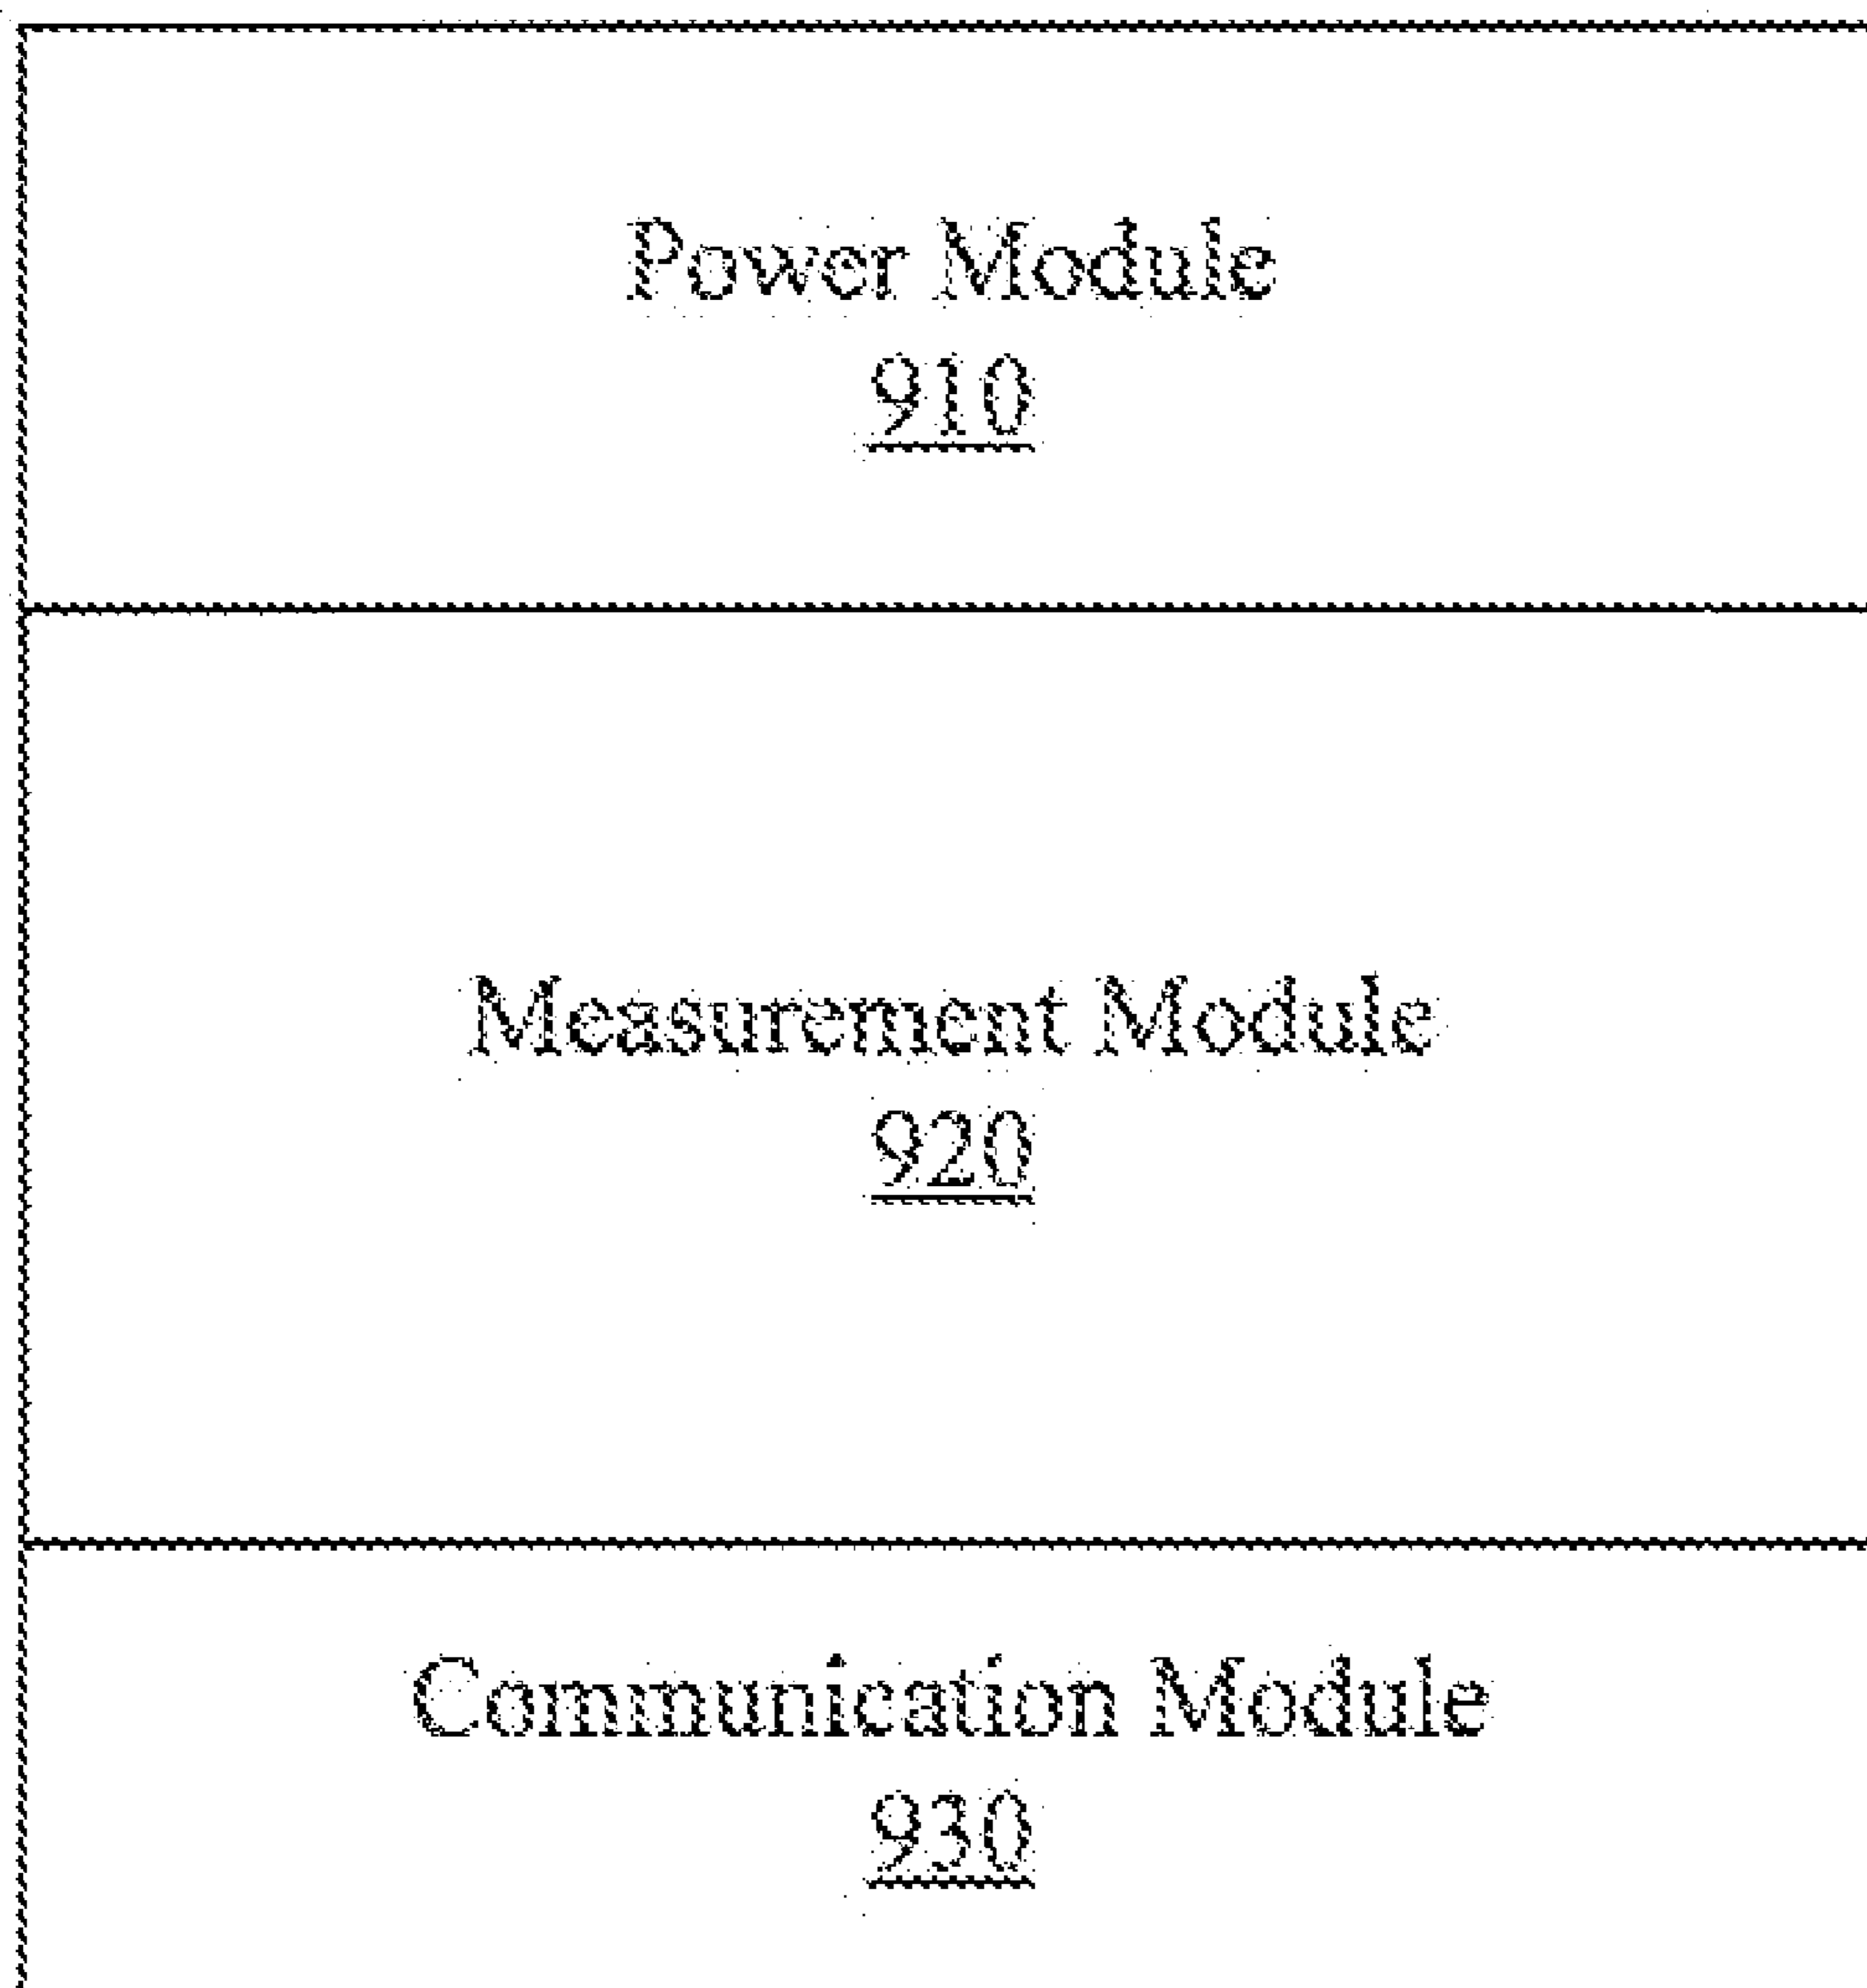 Power Module
910
Measurement Module
920
Communication Module
930